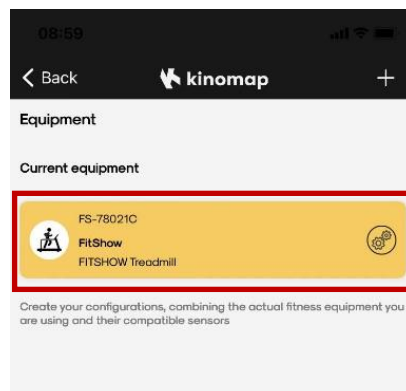 08:59
Back
kinomap
+
Equipment
Current equipment
FS-78021C
FitShow
FITSHOW Treadmill
Create your configurations, combining the actual fitness equipment you
are using and their compatible sensors